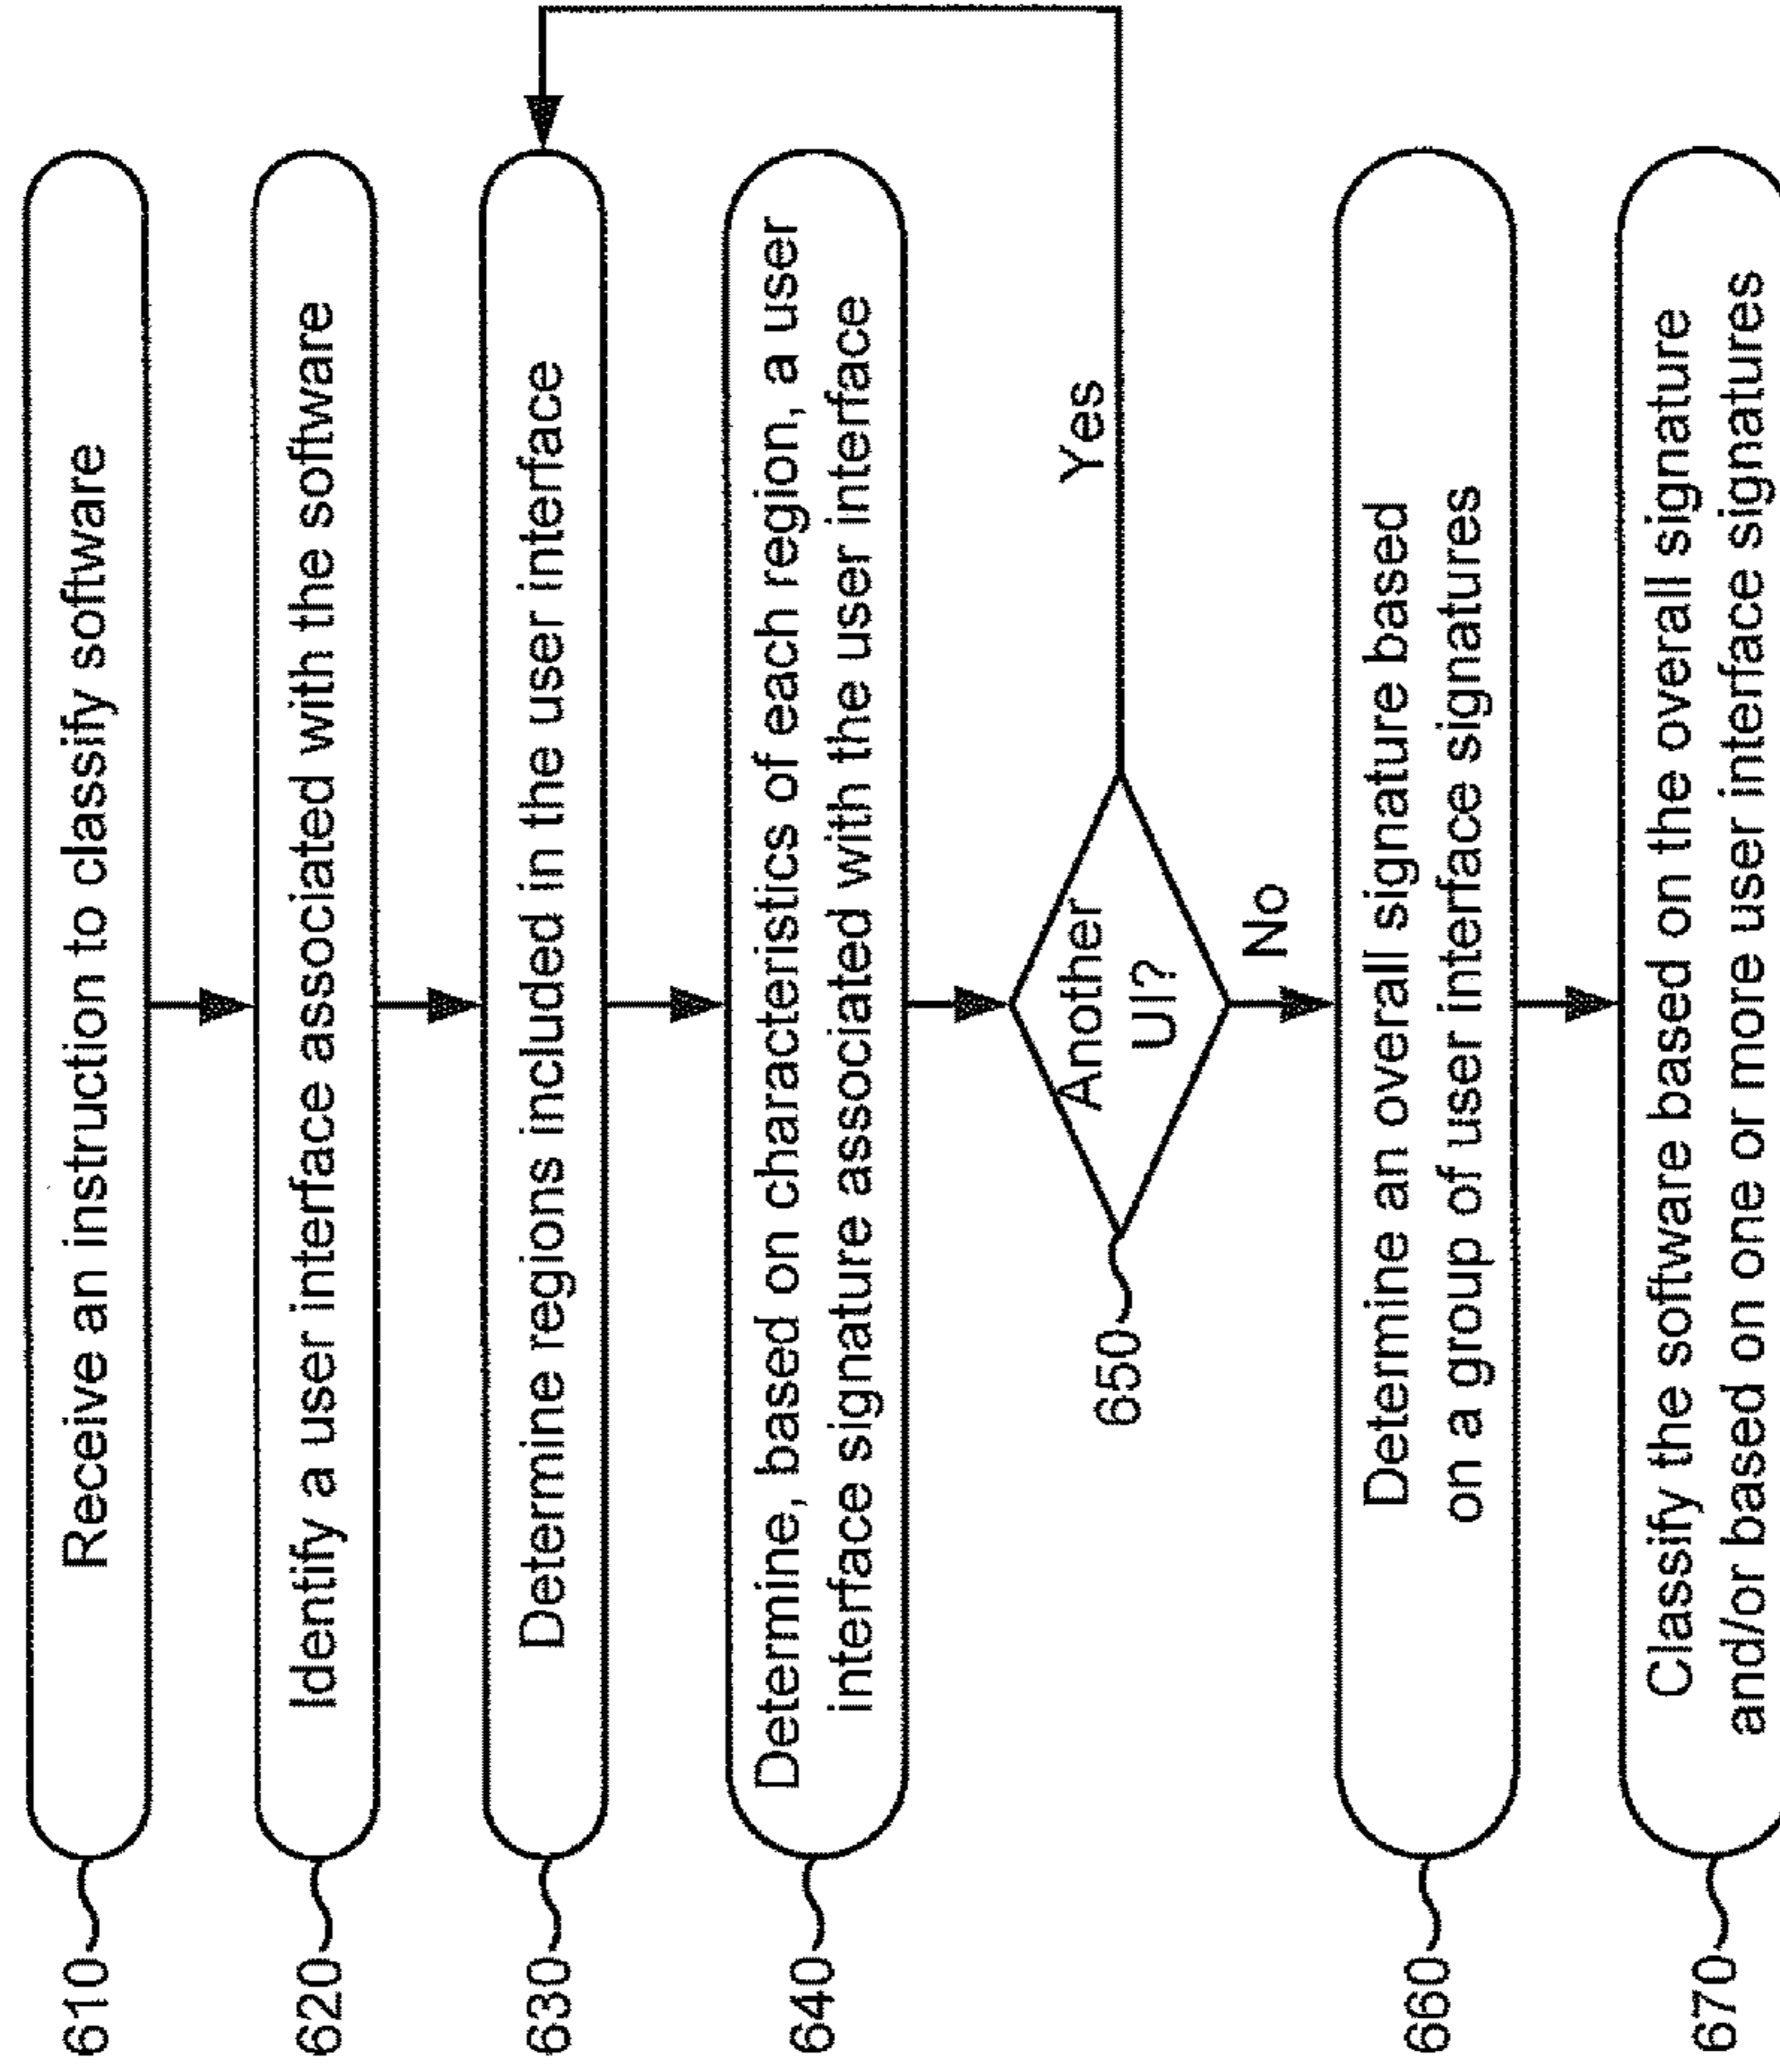 610
Receive an instruction to classify software
620
Identify a user interface associated with the software
630
Determine regions included in the user interface
640
Determine, based on characteristics of each region, a user
interface signature associated with the user interface
650
Another
UI?
Yes
No
660
Determine an overall signature based
on a group of user interface signatures
670
Classify the software based on the overall signature
and/or based on one or more user interface signatures